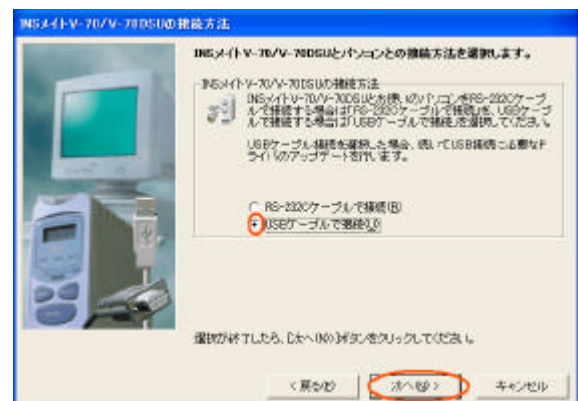 INSメイトV-70/V-70DSUの接続方法
INSメイトV-70/V-70DSUとパソコンとの接続方法を選択します。
INSメイトV-70/V-70DSUの接続方法
INSメイトV-70/V-70DSUとお使いのパソコンをRS-232Cケーブ
ルで接続する場合は「RS-232Cケーブルで接続」を、USBケーブ
ルで接続する場合は「USBケーブルで接続」を選択してください。
USBケーブル接続を選択した場合、続いてUSB接続に必要なド
ライバのアップデートを行います。
RS-232Cケーブルで接続(R)
USBケーブルで接続(U)
選択が終了したら、[次へ(N)]ボタンをクリックしてください。
< 戻る(B)
次へ(N) >
キャンセル